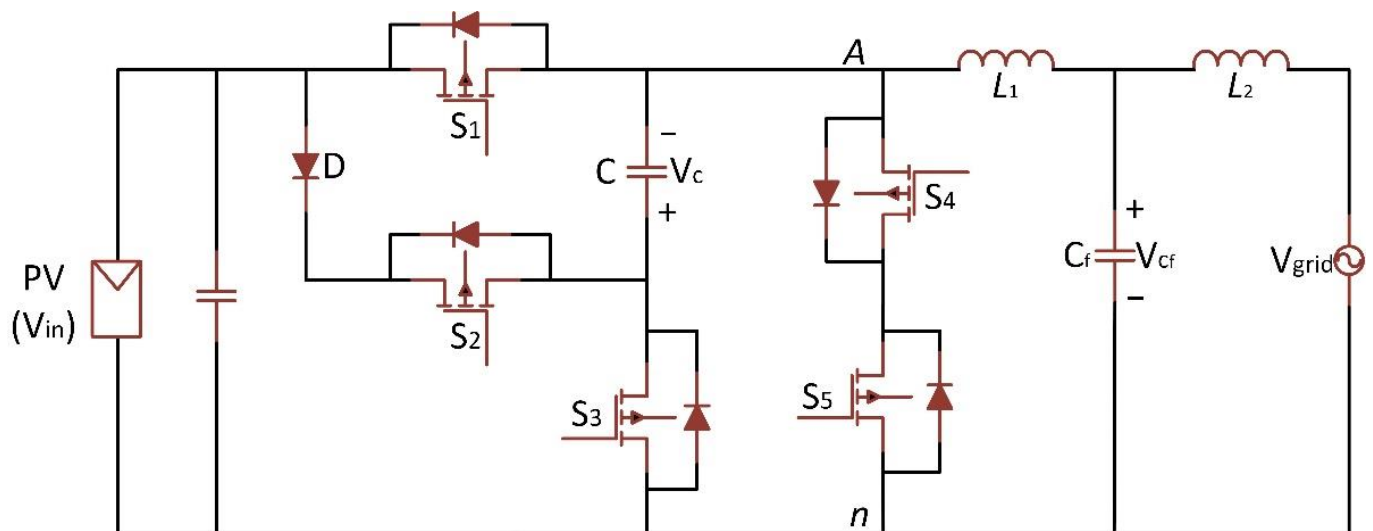 A
L1
L2
S1
D
C
−
Vc
+
S4
PV
(Vin)
S2
Cf
+
Vcf
−
Vgrid
S3
S5
n